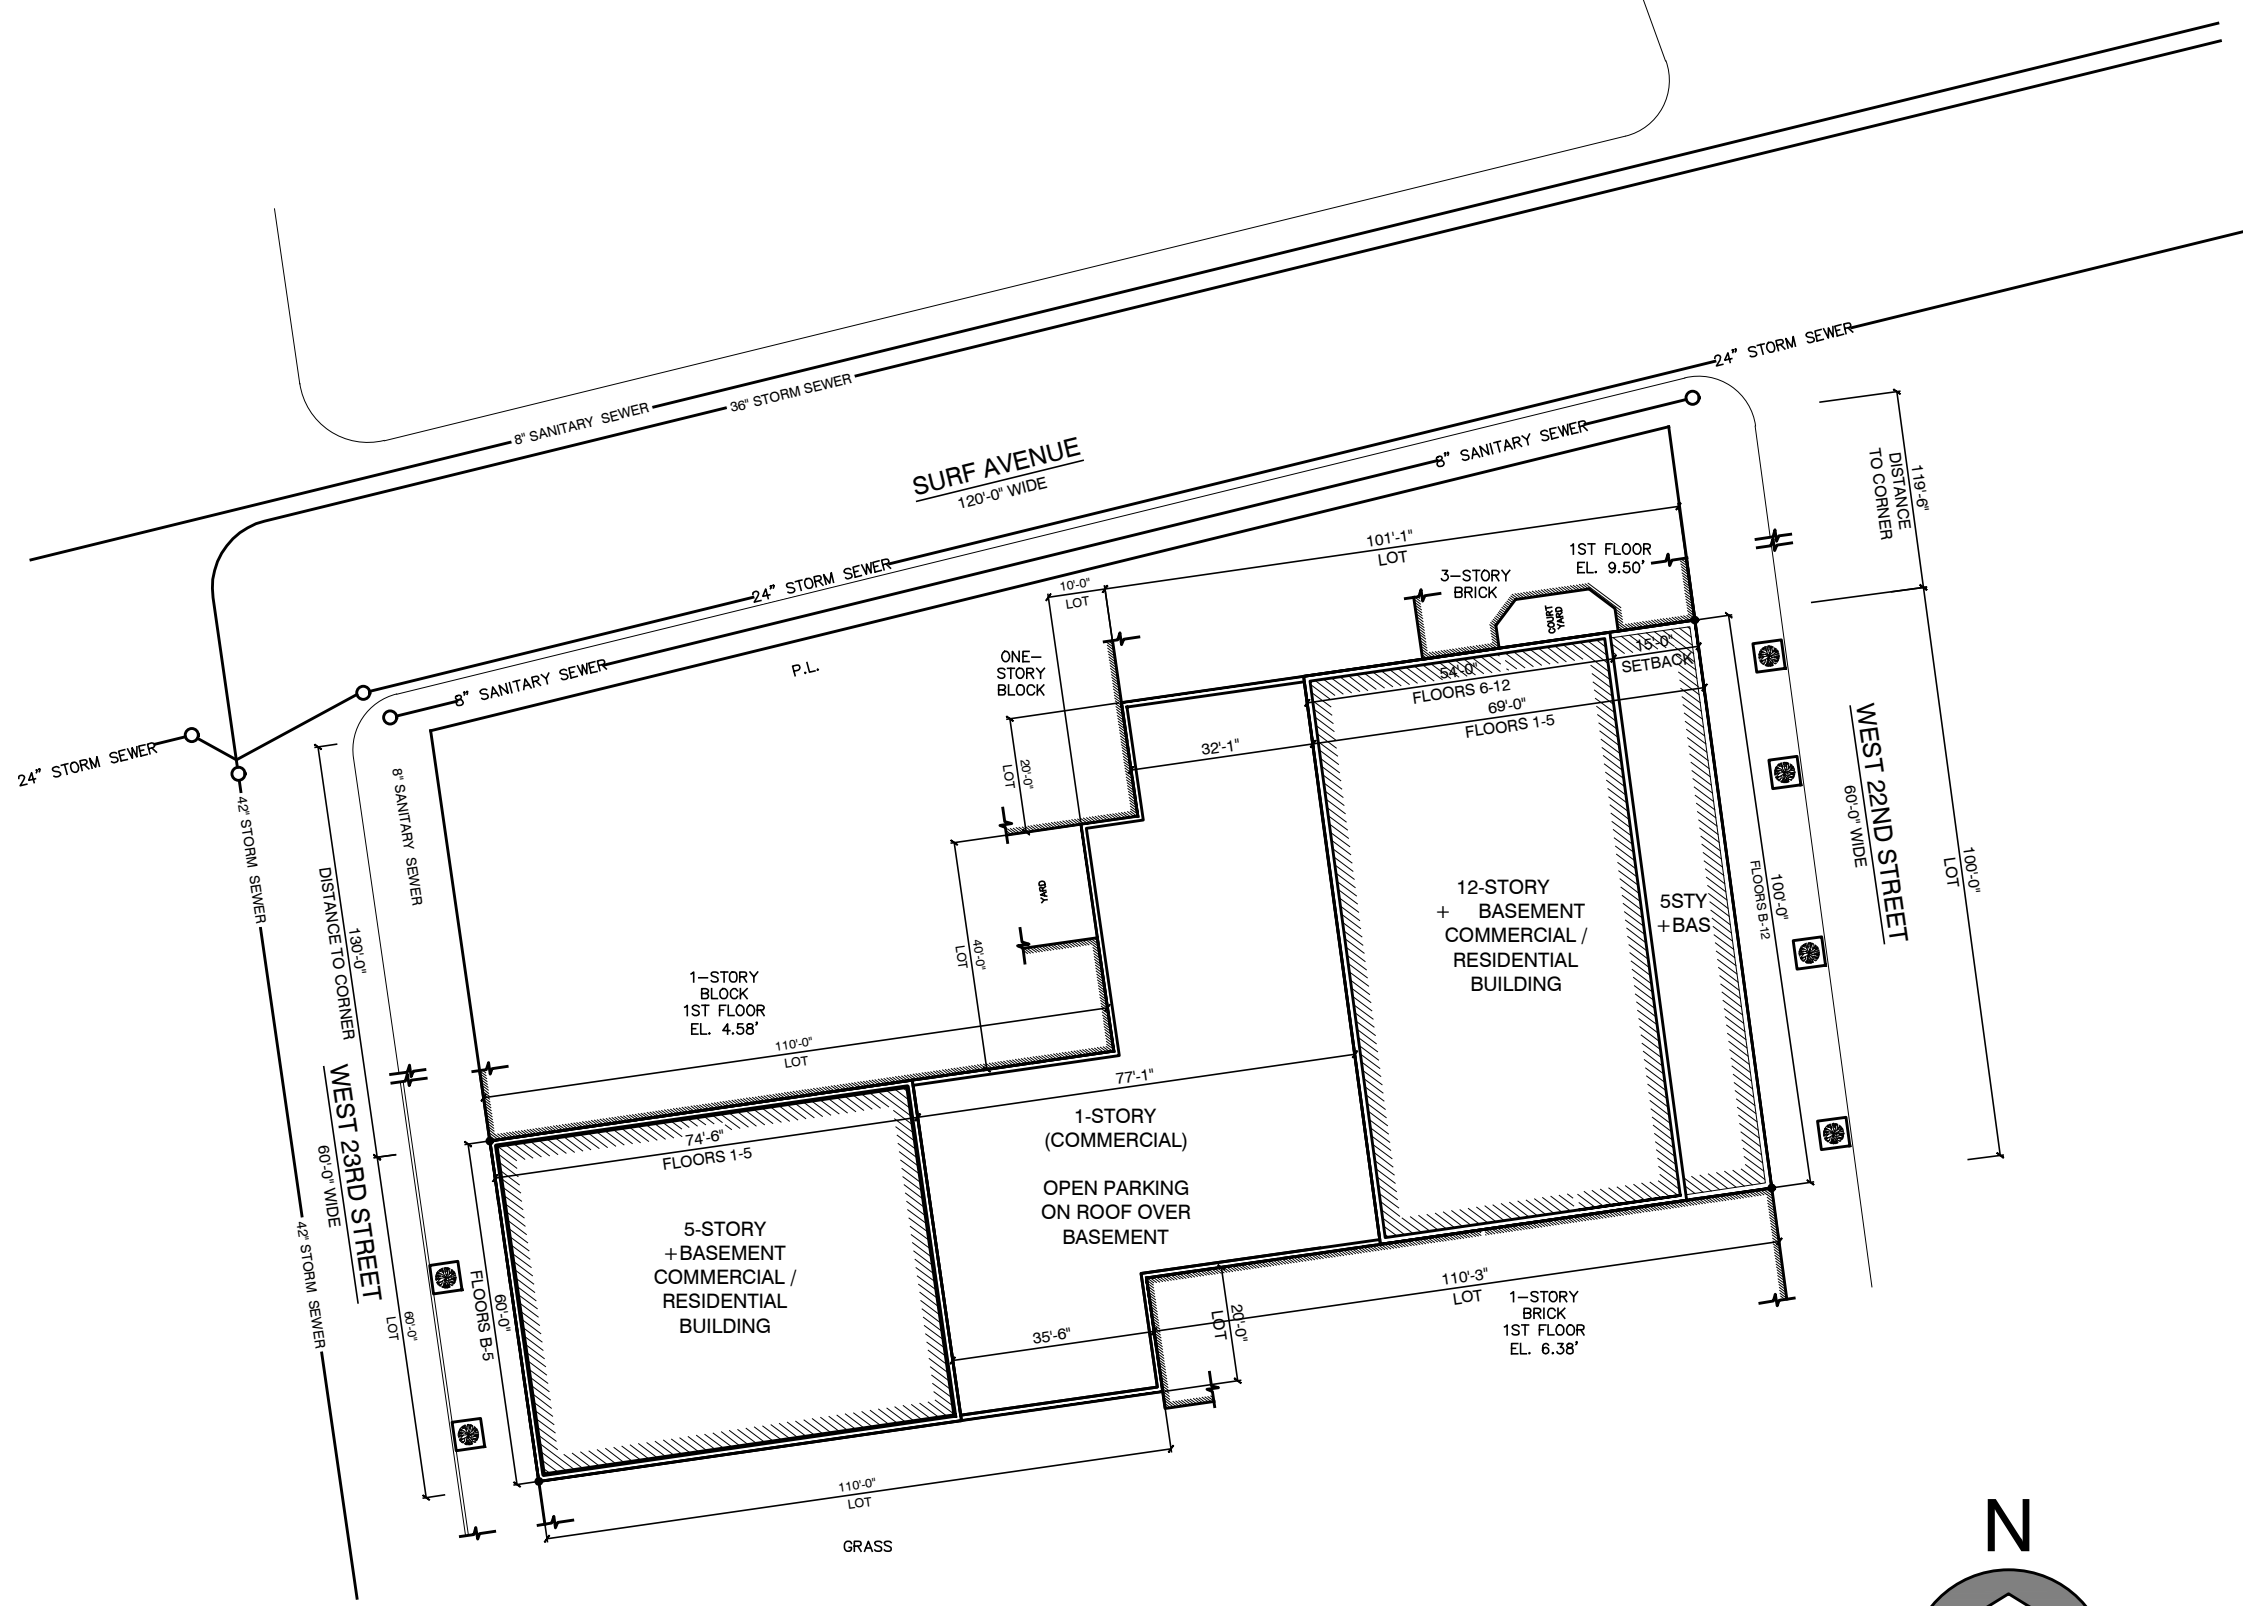 8" SANITARY SEWER
36" STORM SEWER
SURF AVENUE
120'-0" WIDE
24" STORM SEWER
8" SANITARY SEWER
24" STORM SEWER
8" SANITARY SEWER
24" STORM SEWER
P.L.
42" STORM SEWER
42" STORM SEWER
8" SANITARY SEWER
130'-0"
DISTANCE TO CORNER
WEST 23RD STREET
60'-0" WIDE
60'-0"
LOT
60'-0"
FLOORS B-5
119'-6"
DISTANCE
TO CORNER
WEST 22ND STREET
60'-0" WIDE
100'-0"
LOT
100'-0"
FLOORS B-12
101'-1"
LOT
10'-0"
LOT
1ST FLOOR
EL. 9.50'
3-STORY
BRICK
COURT
YARD
ONE-
STORY
BLOCK
15'-0"
SETBACK
54'-0"
FLOORS 6-12
69'-0"
FLOORS 1-5
32'-1"
20'-0"
LOT
YARD
40'-0"
LOT
1-STORY
BLOCK
1ST FLOOR
EL. 4.58'
110'-0"
LOT
77'-1"
12-STORY
+ BASEMENT
COMMERCIAL /
RESIDENTIAL
BUILDING
5STY
+BAS
1-STORY
(COMMERCIAL)
OPEN PARKING
ON ROOF OVER
BASEMENT
74'-6"
FLOORS 1-5
5-STORY
+BASEMENT
COMMERCIAL /
RESIDENTIAL
BUILDING
35'-6"
20'-0"
LOT
110'-3"
LOT
1-STORY
BRICK
1ST FLOOR
EL. 6.38'
110'-0"
LOT
GRASS
N